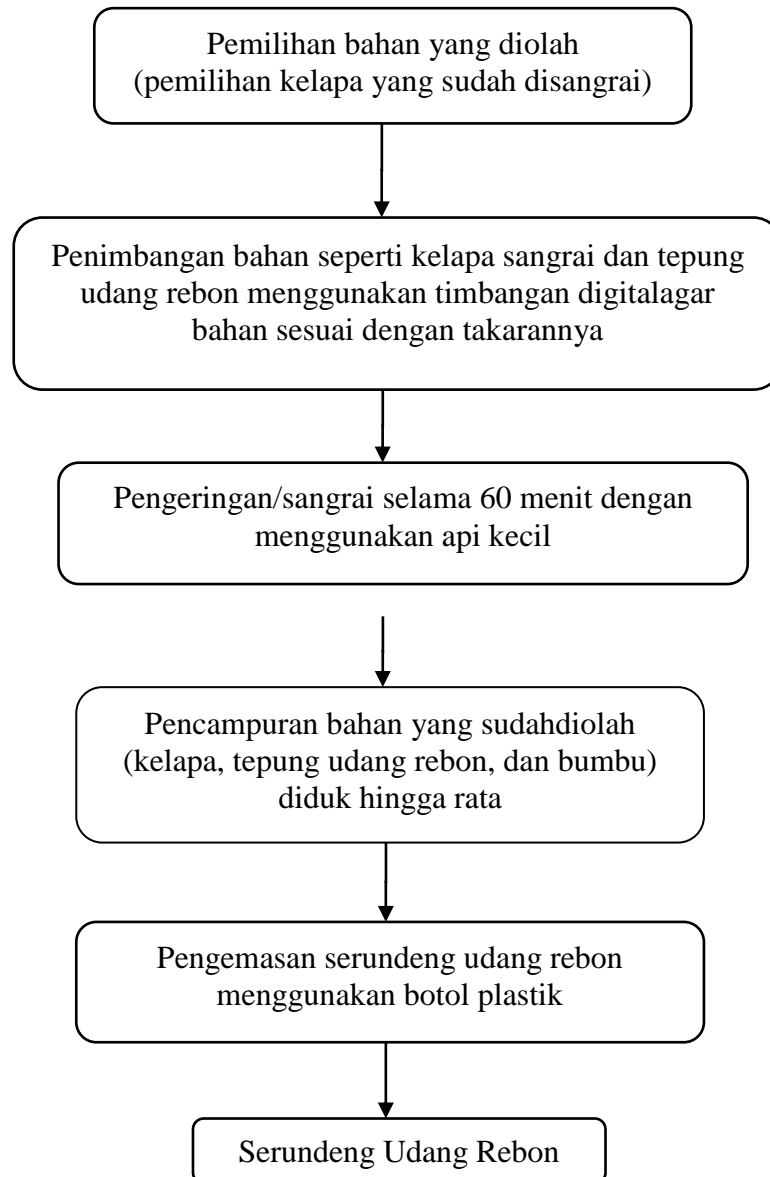 Pemilihan bahan yang diolah
(pemilihan kelapa yang sudah disangrai)
Penimbangan bahan seperti kelapa sangrai dan tepung
udang rebon menggunakan timbangan digitalagar
bahan sesuai dengan takarannya
Pengeringan/sangrai selama 60 menit dengan
menggunakan api kecil
Pencampuran bahan yang sudahdiolah
(kelapa, tepung udang rebon, dan bumbu)
diduk hingga rata
Pengemasan serundeng udang rebon
menggunakan botol plastik
Serundeng Udang Rebon